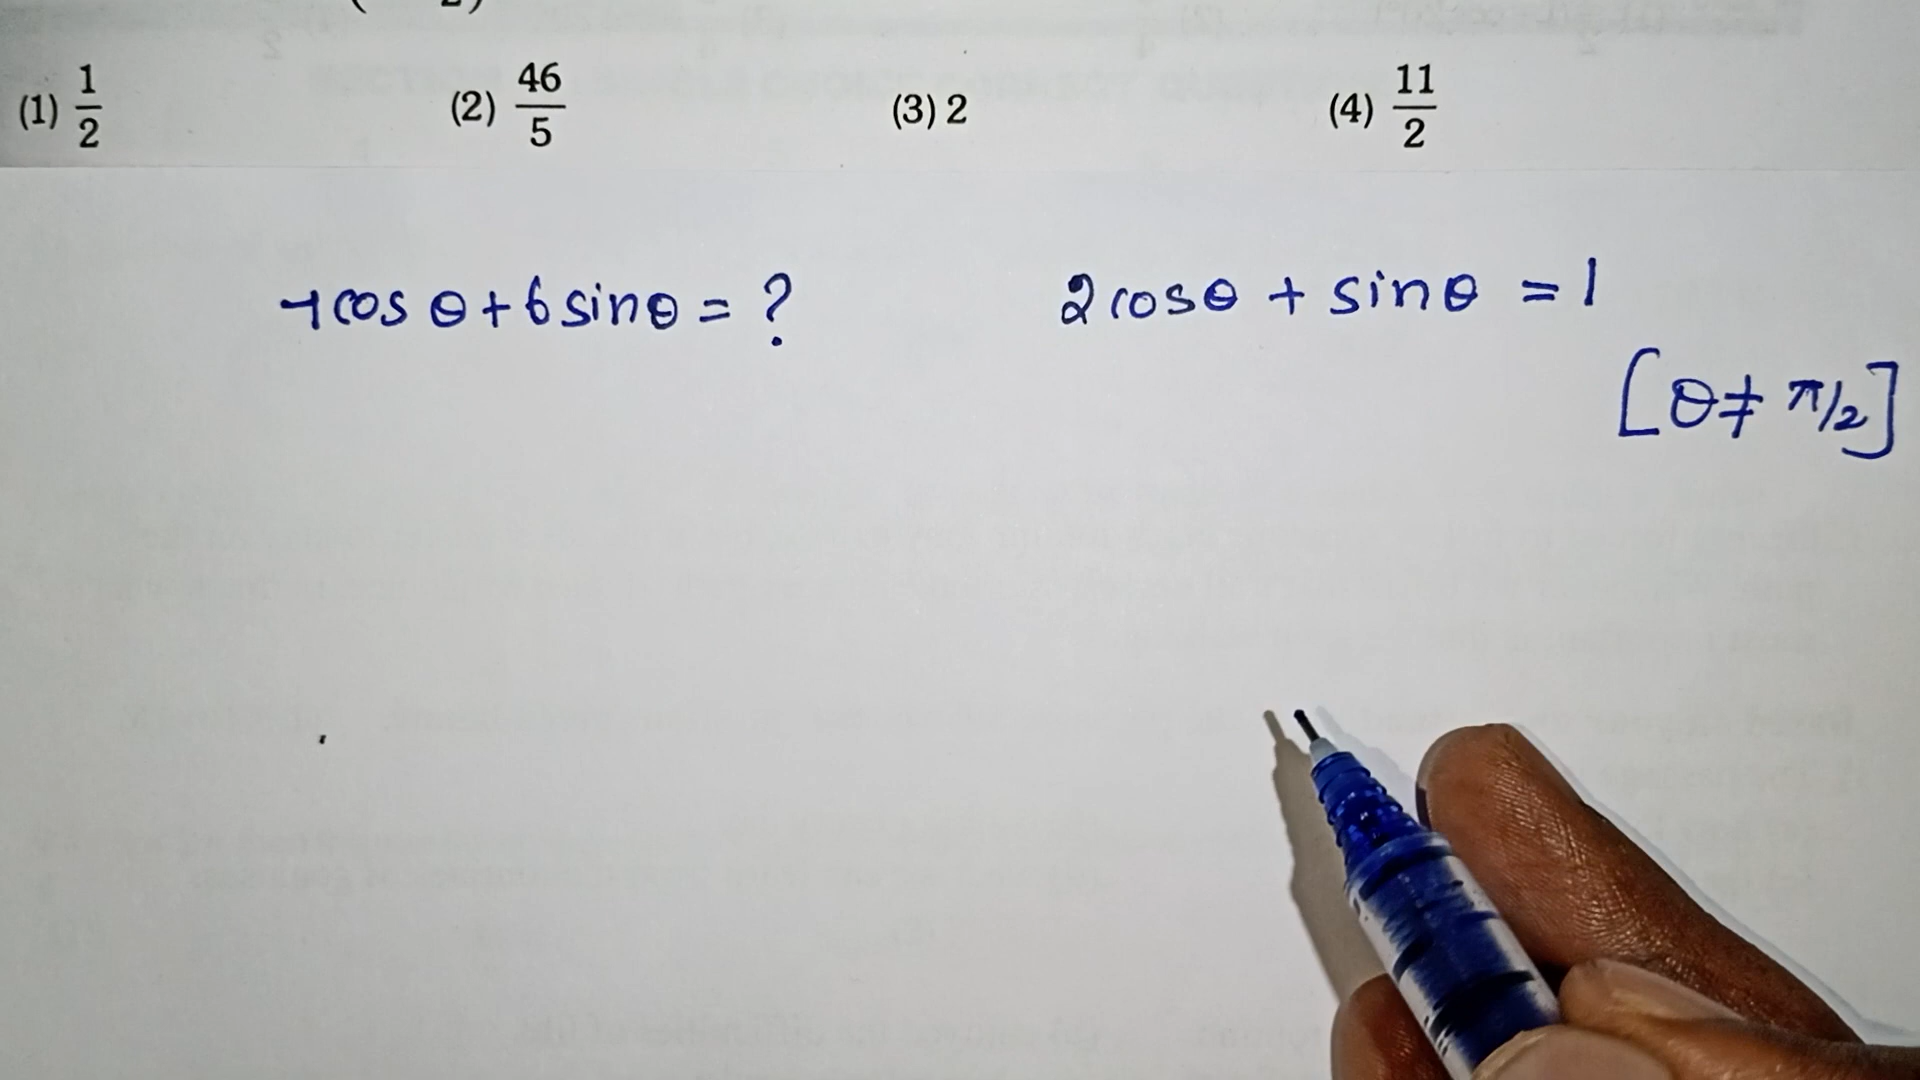 (1) 1/2 (2) 46/5 (3) 2 (4) 11/2
7cos θ + 6 sinθ = ? 2cosθ + sinθ = 1
[θ ≠ π/2]